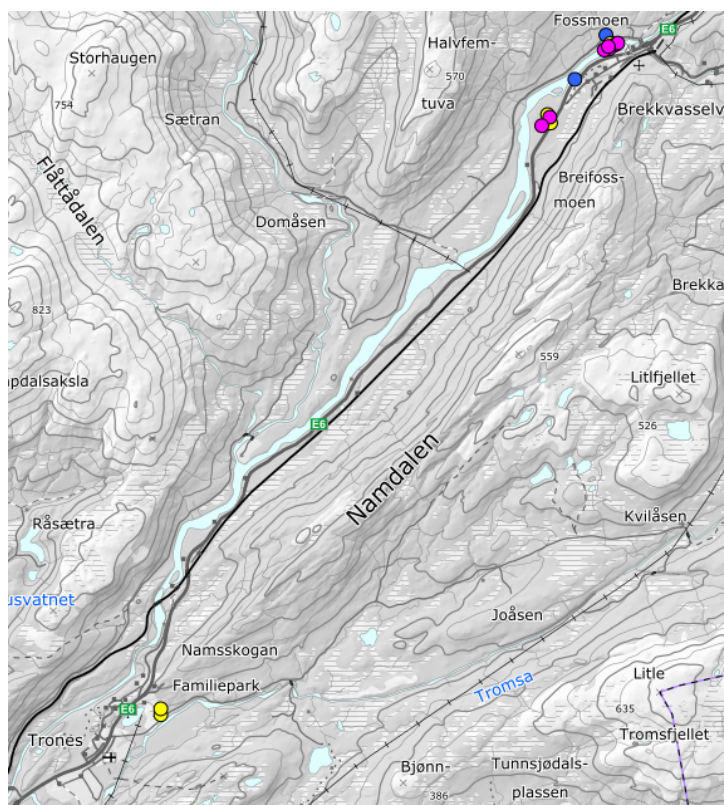 Fossmoen
E6
Storhaugen
Halvfem-
570
tuva
754
Sætran
Brekkvasselv
Flåttådalen
Breifoss-
moen
Domåsen
Brekka
823
559
Litlfjellet
pdalsaksla
526
E6
Namdalen
Kvilåsen
Råsætra
usvatnet
Joåsen
Namsskogan
Familiepark
Tromsa
Litle
E6
635
Tromsfjellet
Trones
Bjønn-
Tunnsjødals-
386
plassen